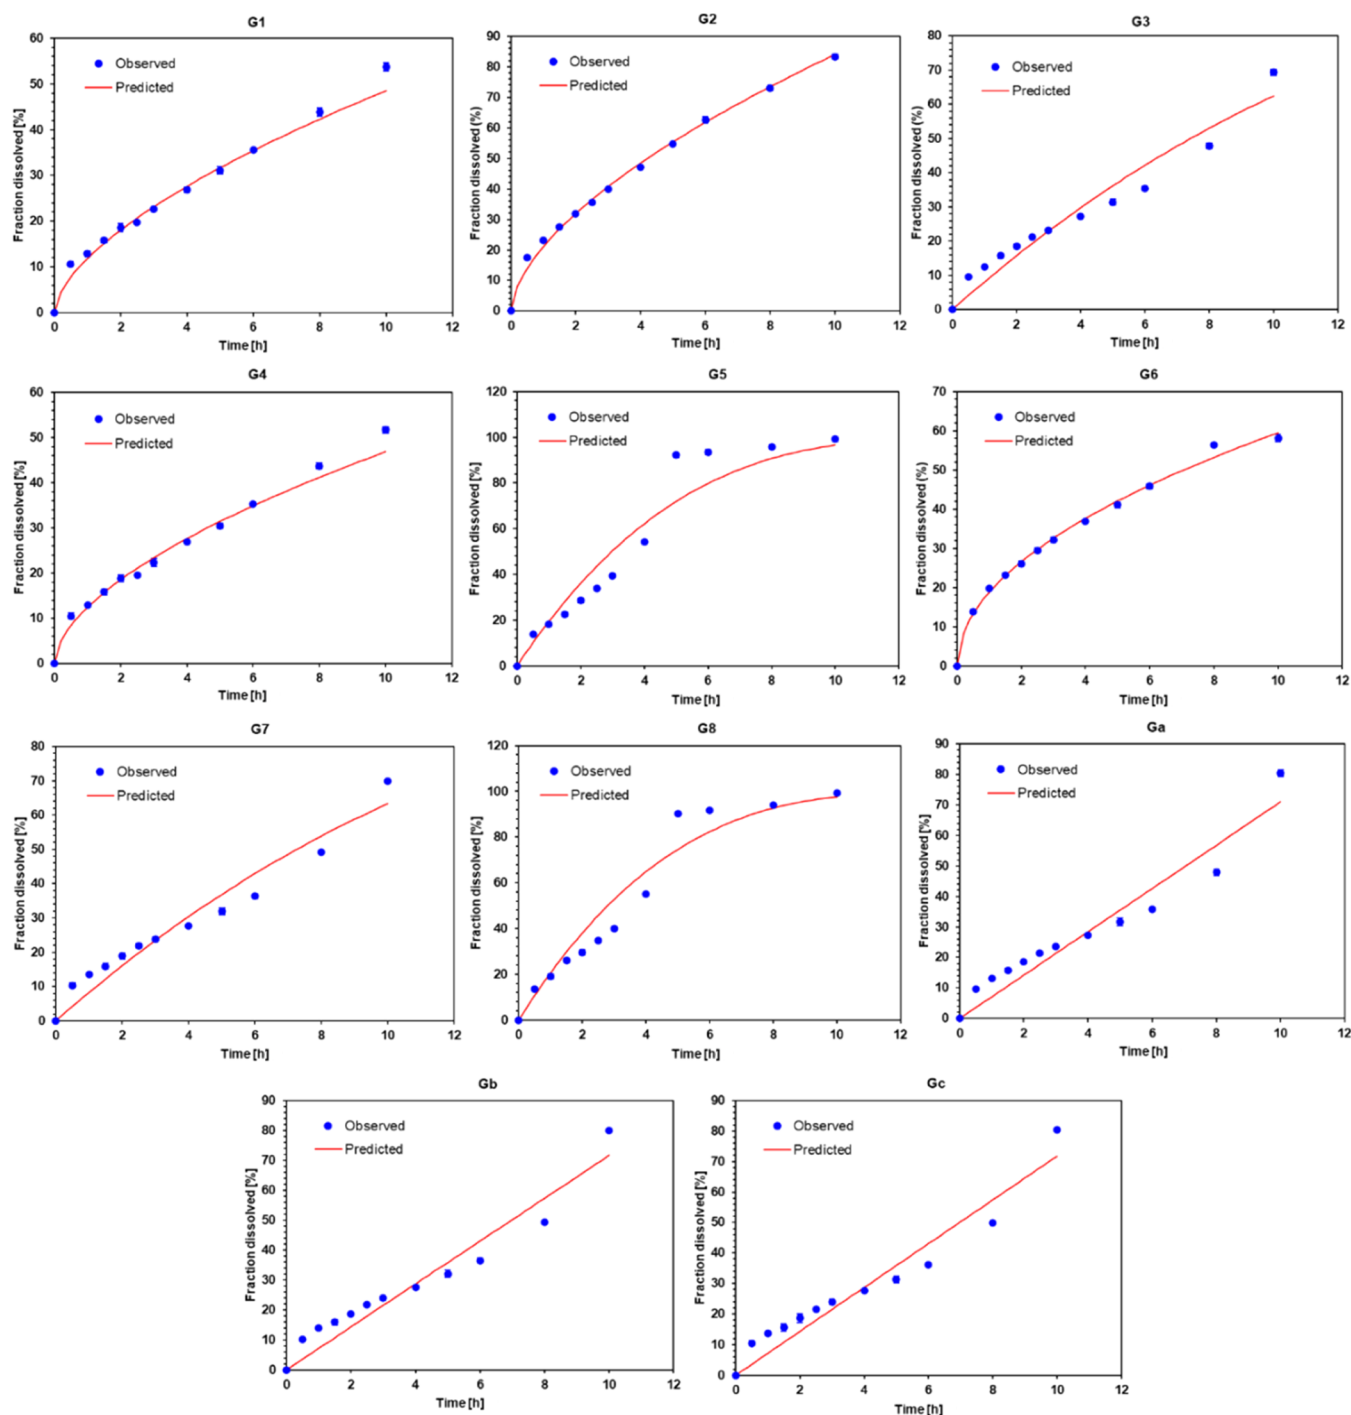 G1
60
50
40
30
20
10
0
Fraction dissolved [%]
Observed
Predicted
0 2 4 6 8 10 12
Time [h]
G2
90
80
70
60
50
40
30
20
10
0
Fraction dissolved (%)
Observed
Predicted
0 2 4 6 8 10 12
Time [h]
G3
80
70
60
50
40
30
20
10
0
Fraction dissolved (%)
Observed
Predicted
0 2 4 6 8 10 12
Time [h]
G4
60
50
40
30
20
10
0
Fraction dissolved [%]
Observed
Predicted
0 2 4 6 8 10 12
Time [h]
G5
120
100
80
60
40
20
0
Fraction dissolved [%]
Observed
Predicted
0 2 4 6 8 10 12
Time [h]
G6
70
60
50
40
30
20
10
0
Fraction dissolved (%)
Observed
Predicted
0 2 4 6 8 10 12
Time [h]
G7
80
70
60
50
40
30
20
10
0
Fraction dissolved [%]
Observed
Predicted
0 2 4 6 8 10 12
Time [h]
G8
120
100
80
60
40
20
0
Fraction dissolved [%]
Observed
Predicted
0 2 4 6 8 10 12
Time [h]
Ga
90
80
70
60
50
40
30
20
10
0
Fraction dissolved [%]
Observed
Predicted
0 2 4 6 8 10 12
Time [h]
Gb
90
80
70
60
50
40
30
20
10
0
Fraction dissolved [%]
Observed
Predicted
0 2 4 6 8 10 12
Time [h]
Gc
90
80
70
60
50
40
30
20
10
0
Fraction dissolved [%]
Observed
Predicted
0 2 4 6 8 10 12
Time [h]